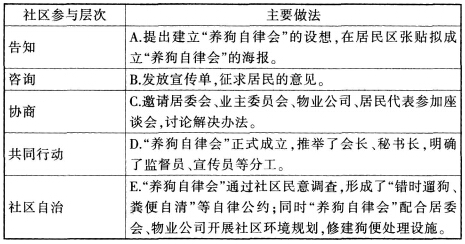 社区参与层次 主要做法
告知 A.提出建立“养狗自律会”的设想,在居民区张贴拟成
立“养狗自律会”的海报。
咨询 B.发放宣传单,征求居民的意见。
协商 C.邀请居委会、业主委员会、物业公司、居民代表参加座
谈会,讨论解决办法。
共同行动 D.“养狗自律会”正式成立,推举了会长、秘书长,明确
了监督员、宣传员等分工。
社区自治 E.“养狗自律会”通过社区民意调查,形成了“错时遛狗、
粪便自清”等自律公约;同时“养狗自律会”配合居委
会、物业公司开展社区环境规划,修建狗便处理设施。